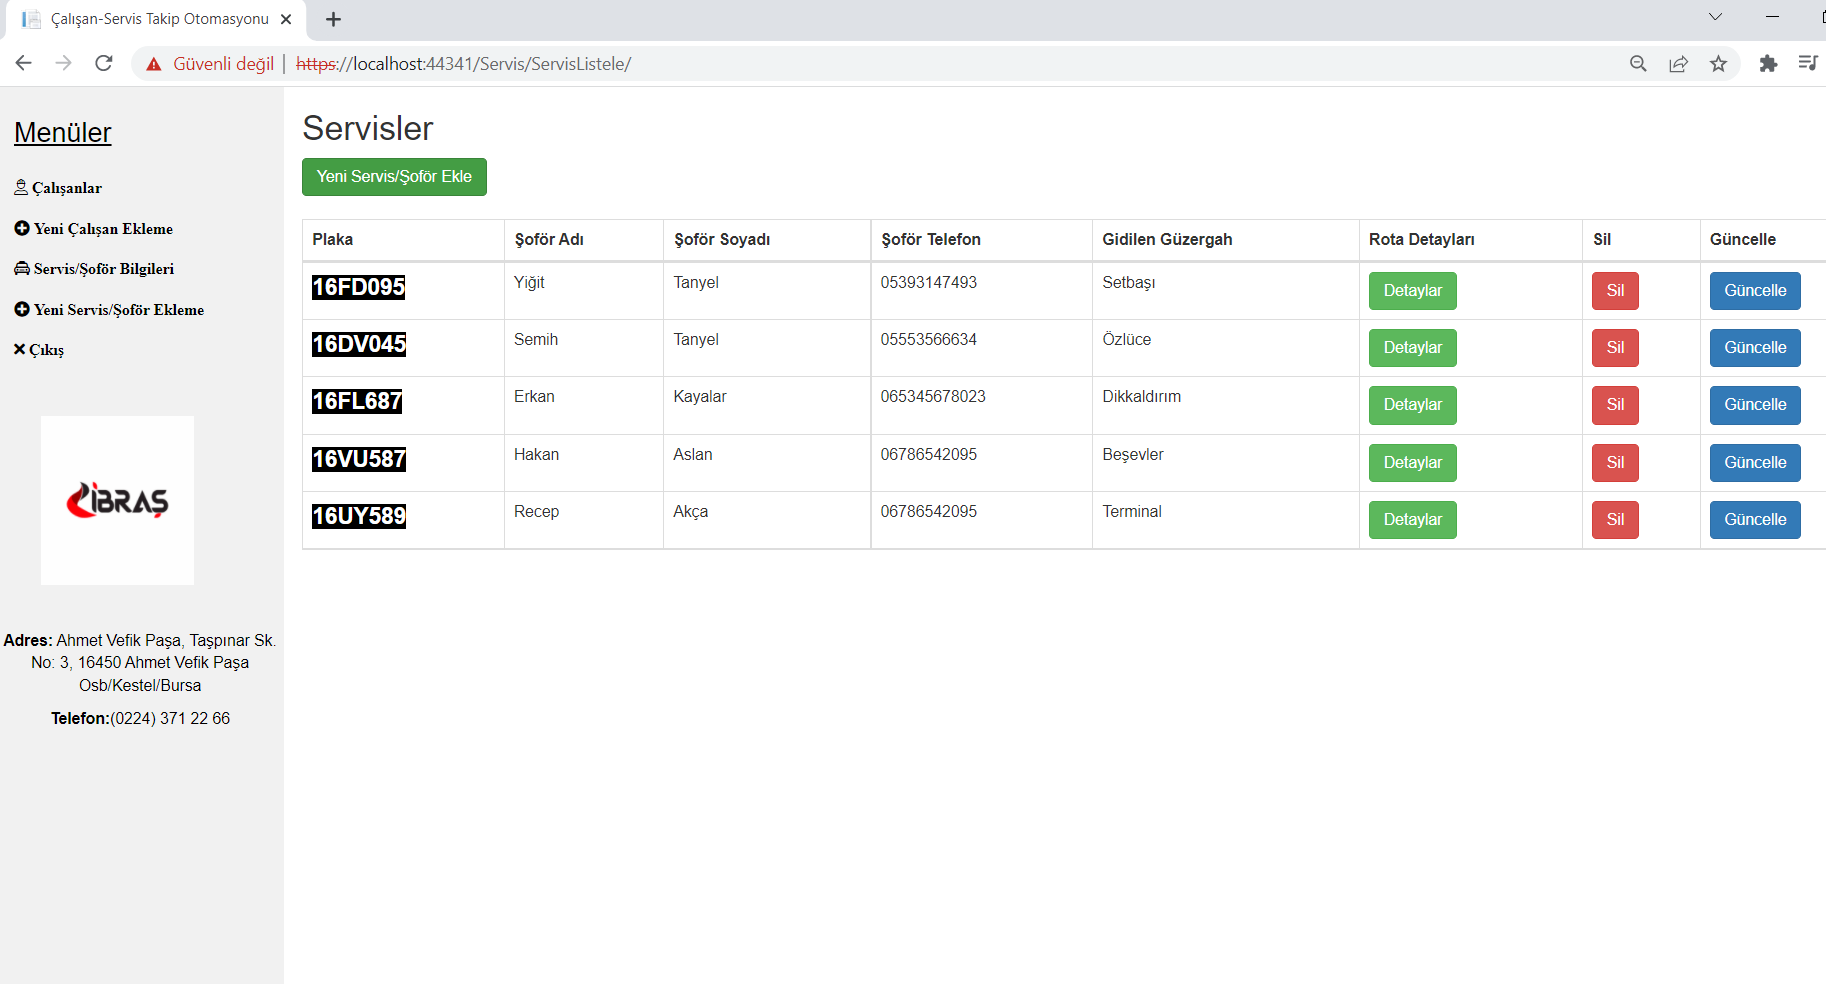 Çalışan-Servis Takip Otomasyonu
Güvenli değil | https://localhost:44341/Servis/ServisListele/
Menüler
Çalışanlar
Yeni Çalışan Ekleme
Servis/Şoför Bilgileri
Yeni Servis/Şoför Ekleme
Çıkış
İBRAŞ
Adres: Ahmet Vefik Paşa, Taşpınar Sk.
No: 3, 16450 Ahmet Vefik Paşa
Osb/Kestel/Bursa
Telefon:(0224) 371 22 66
Servisler
Yeni Servis/Şoför Ekle
Plaka Şoför Adı Şoför Soyadı Şoför Telefon Gidilen Güzergah Rota Detayları Sil Güncelle
16FD095 Yiğit Tanyel 05393147493 Setbaşı Detaylar Sil Güncelle
16DV045 Semih Tanyel 05553566634 Özlüce Detaylar Sil Güncelle
16FL687 Erkan Kayalar 065345678023 Dikkaldırım Detaylar Sil Güncelle
16VU587 Hakan Aslan 06786542095 Beşevler Detaylar Sil Güncelle
16UY589 Recep Akça 06786542095 Terminal Detaylar Sil Güncelle